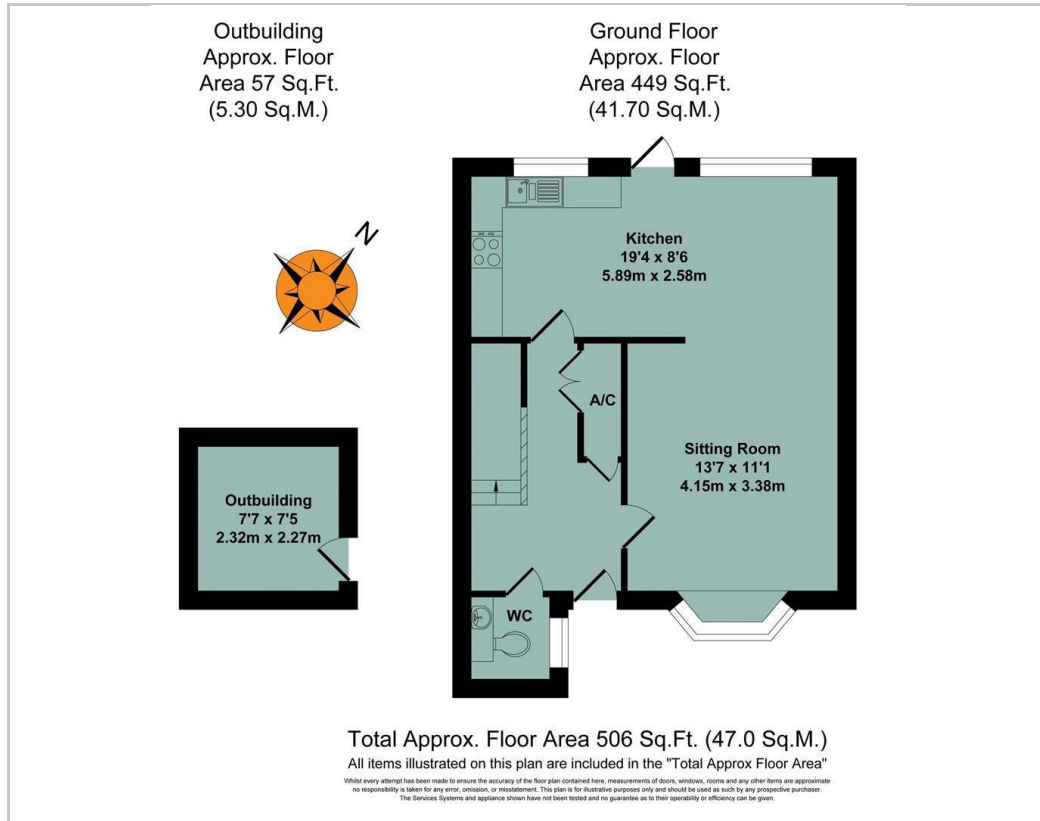 Outbuilding
Approx. Floor
Area 57 Sq.Ft.
(5.30 Sq.M.)
Ground Floor
Approx. Floor
Area 449 Sq.Ft.
(41.70 Sq.M.)
N
Kitchen
19'4 x 8'6
5.89m x 2.58m
A/C
Sitting Room
13'7 x 11'1
4.15m x 3.38m
Outbuilding
7'7 x 7'5
2.32m x 2.27m
WC
Total Approx. Floor Area 506 Sq.Ft. (47.0 Sq.M.)
All items illustrated on this plan are included in the "Total Approx Floor Area"
Whilst every attempt has been made to ensure the accuracy of the floor plan contained here, measurements of doors, windows, rooms and any other items are approximate
no responsibility is taken for any error, omission, or misstatement. This plan is for illustrative purposes only and should be used as such by any prospective purchaser.
The Services Systems and appliance shown have not been tested and no guarantee as to their operability or efficiency can be given.